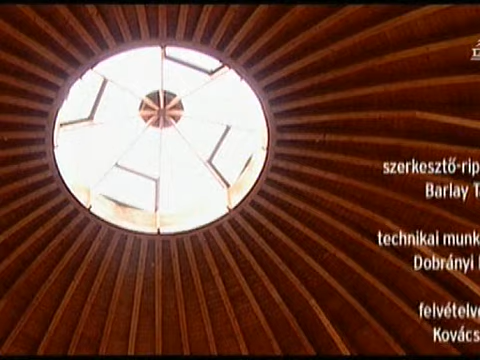 szerkesztő-rip
Barlay T
technikai munk
Dobrányi
felvételve
Kovács